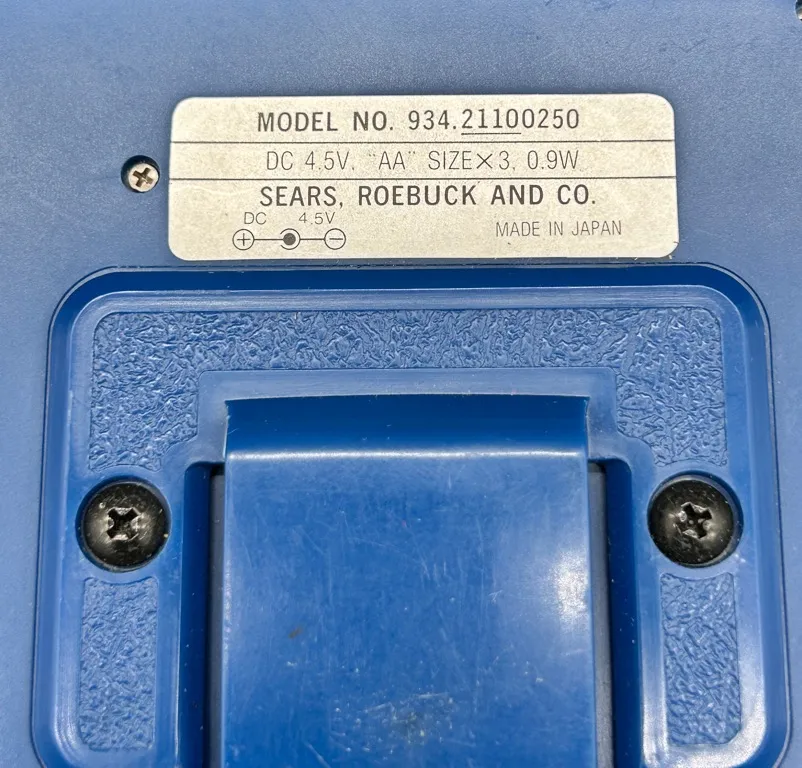 MODEL NO. 934.21100250
DC 4.5V. "AA" SIZE×3, 0.9W
SEARS, ROEBUCK AND CO.
DC 4.5V
MADE IN JAPAN